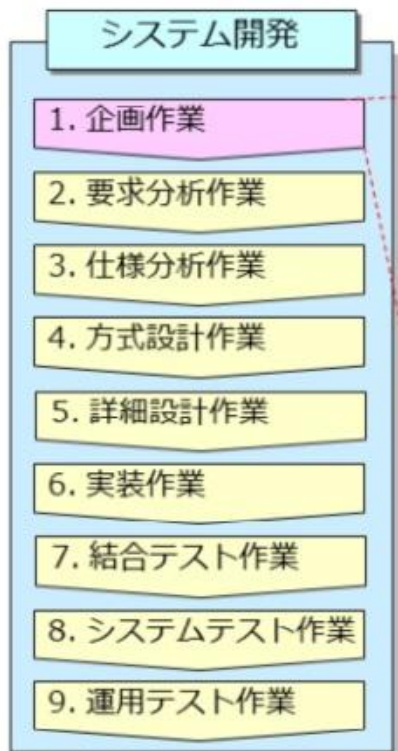 システム開発
1. 企画作業
2. 要求分析作業
3. 仕様分析作業
4. 方式設計作業
5. 詳細設計作業
6. 実装作業
7. 結合テスト作業
8. システムテスト作業
9. 運用テスト作業